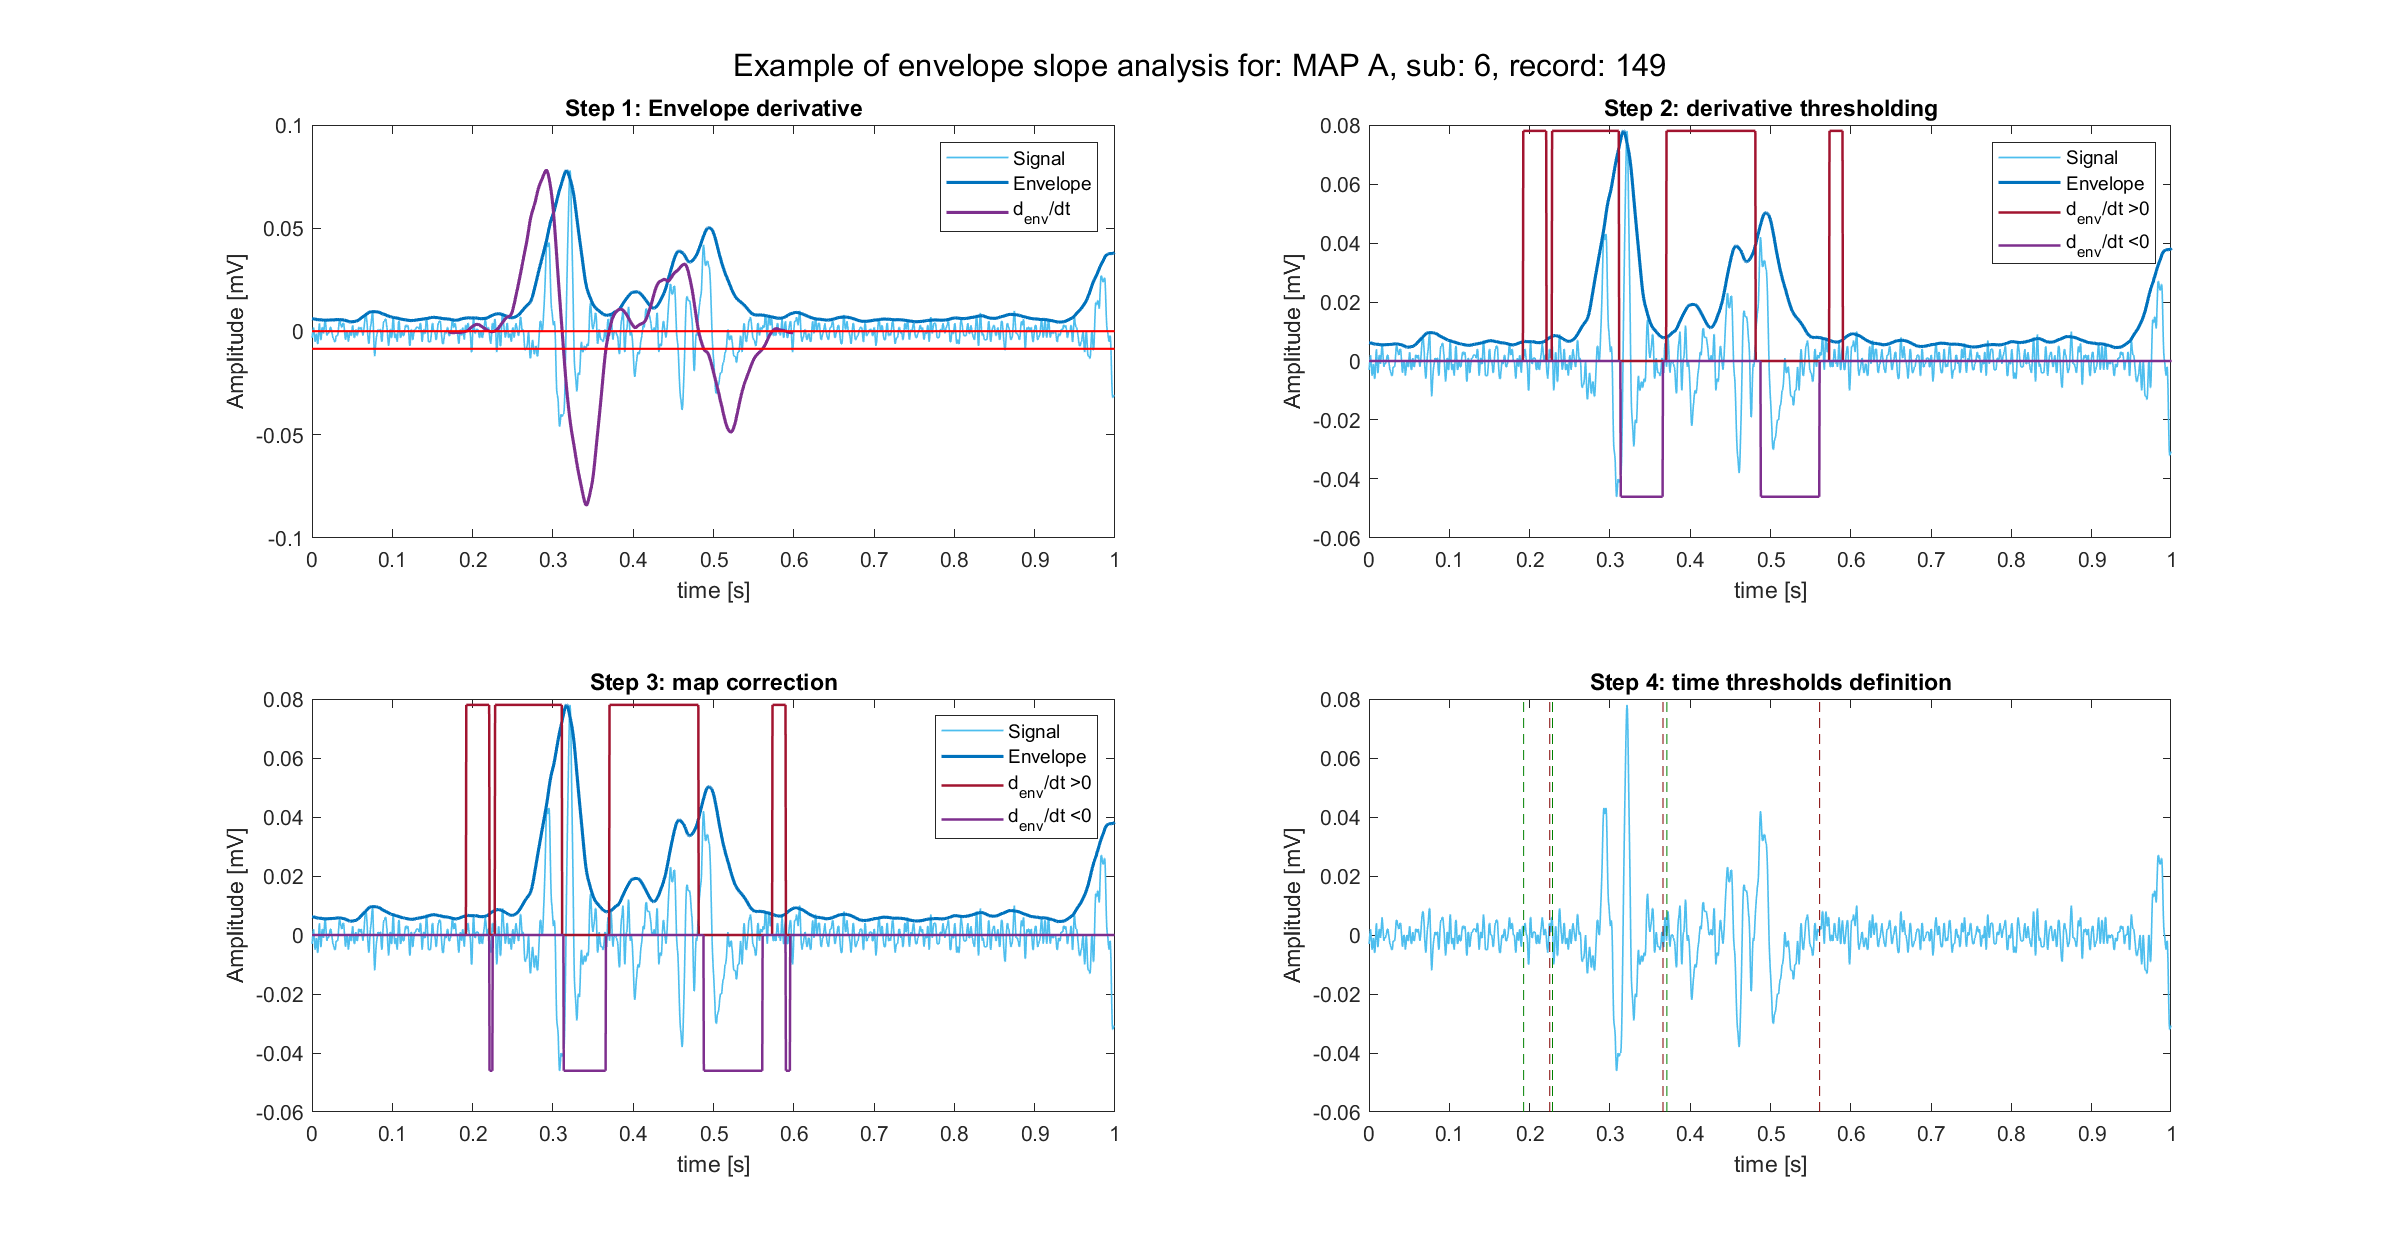 Example of envelope slope analysis for: MAP A, sub: 6, record: 149
Step 1: Envelope derivative
0.1
0.05
0
-0.05
-0.1
Amplitude [mV]
0 0.1 0.2 0.3 0.4 0.5 0.6 0.7 0.8 0.9 1
time [s]
Signal
Envelope
d_env/dt
Step 2: derivative thresholding
0.08
0.06
0.04
0.02
0
-0.02
-0.04
-0.06
Amplitude [mV]
0 0.1 0.2 0.3 0.4 0.5 0.6 0.7 0.8 0.9 1
time [s]
Signal
Envelope
d_env/dt >0
d_env/dt <0
Step 3: map correction
0.08
0.06
0.04
0.02
0
-0.02
-0.04
-0.06
Amplitude [mV]
0 0.1 0.2 0.3 0.4 0.5 0.6 0.7 0.8 0.9 1
time [s]
Signal
Envelope
d_env/dt >0
d_env/dt <0
Step 4: time thresholds definition
0.08
0.06
0.04
0.02
0
-0.02
-0.04
-0.06
Amplitude [mV]
0 0.1 0.2 0.3 0.4 0.5 0.6 0.7 0.8 0.9 1
time [s]